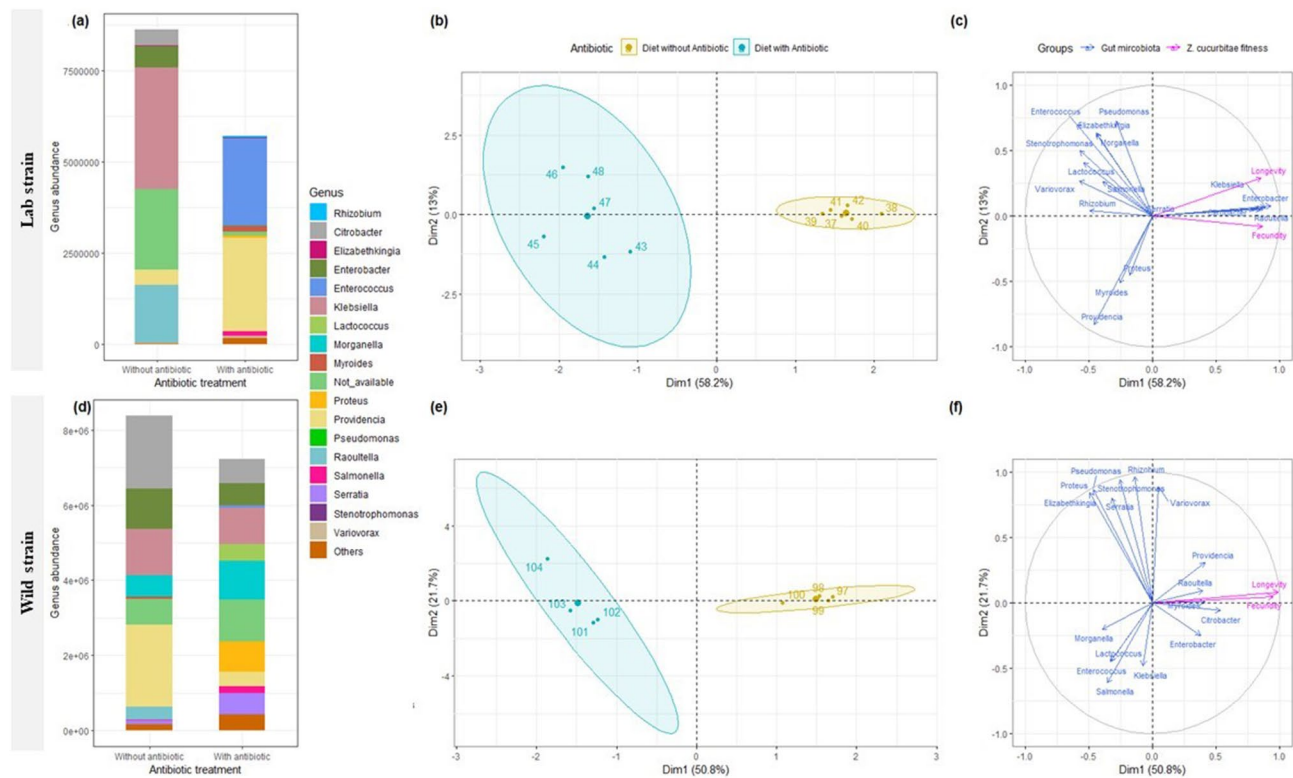 Lab strain
(a)
7500000
5000000
2500000
0
Genus abundance
Without antibiotic
With antibiotic
Antibiotic treatment
Genus
Rhizobium
Citrobacter
Elizabethkingia
Enterobacter
Enterococcus
Klebsiella
Lactococcus
Morganella
Myroides
Not_available
Proteus
Providencia
Pseudomonas
Raoultella
Salmonella
Serratia
Stenotrophomonas
Variovorax
Others
(b)
Antibiotic Diet without Antibiotic Diet with Antibiotic
2.5
0.0
-2.5
Dim2 (13%)
46
48
47
45
43
44
41
42
38
39
37
40
-3 -2 -1 0 1 2
Dim1 (58.2%)
(c)
Groups Gut mircobiota Z. cucurbitae fitness
1.0
0.5
0.0
-0.5
-1.0
Dim2 (13%)
Enterococcus
Pseudomonas
Elizabethkingia
Stenotrophomonas
Morganella
Lactococcus
Salmonella
Variovorax
Rhizobium
Serratia
Longevity
Klebsiella
Enterobacter
Raoultella
Fecundity
Proteus
Myroides
Providencia
-1.0 -0.5 0.0 0.5 1.0
Dim1 (58.2%)
Wild strain
(d)
8e+06
6e+06
4e+06
2e+06
0e+00
Genus abundance
Without antibiotic
With antibiotic
Antibiotic treatment
(e)
4
0
-4
Dim2 (21.7%)
104
103
102
101
100
98
97
99
-3 -2 -1 0 1 2 3
Dim1 (50.8%)
(f)
1.0
0.5
0.0
-0.5
-1.0
Dim2 (21.7%)
Pseudomonas
Rhizobium
Proteus
Stenotrophomonas
Elizabethkingia
Serratia
Variovorax
Providencia
Raoultella
Longevity
Myroides
Fecundity
Citrobacter
Morganella
Enterobacter
Lactococcus
Enterococcus
Klebsiella
Salmonella
-1.0 -0.5 0.0 0.5 1.0
Dim1 (50.8%)